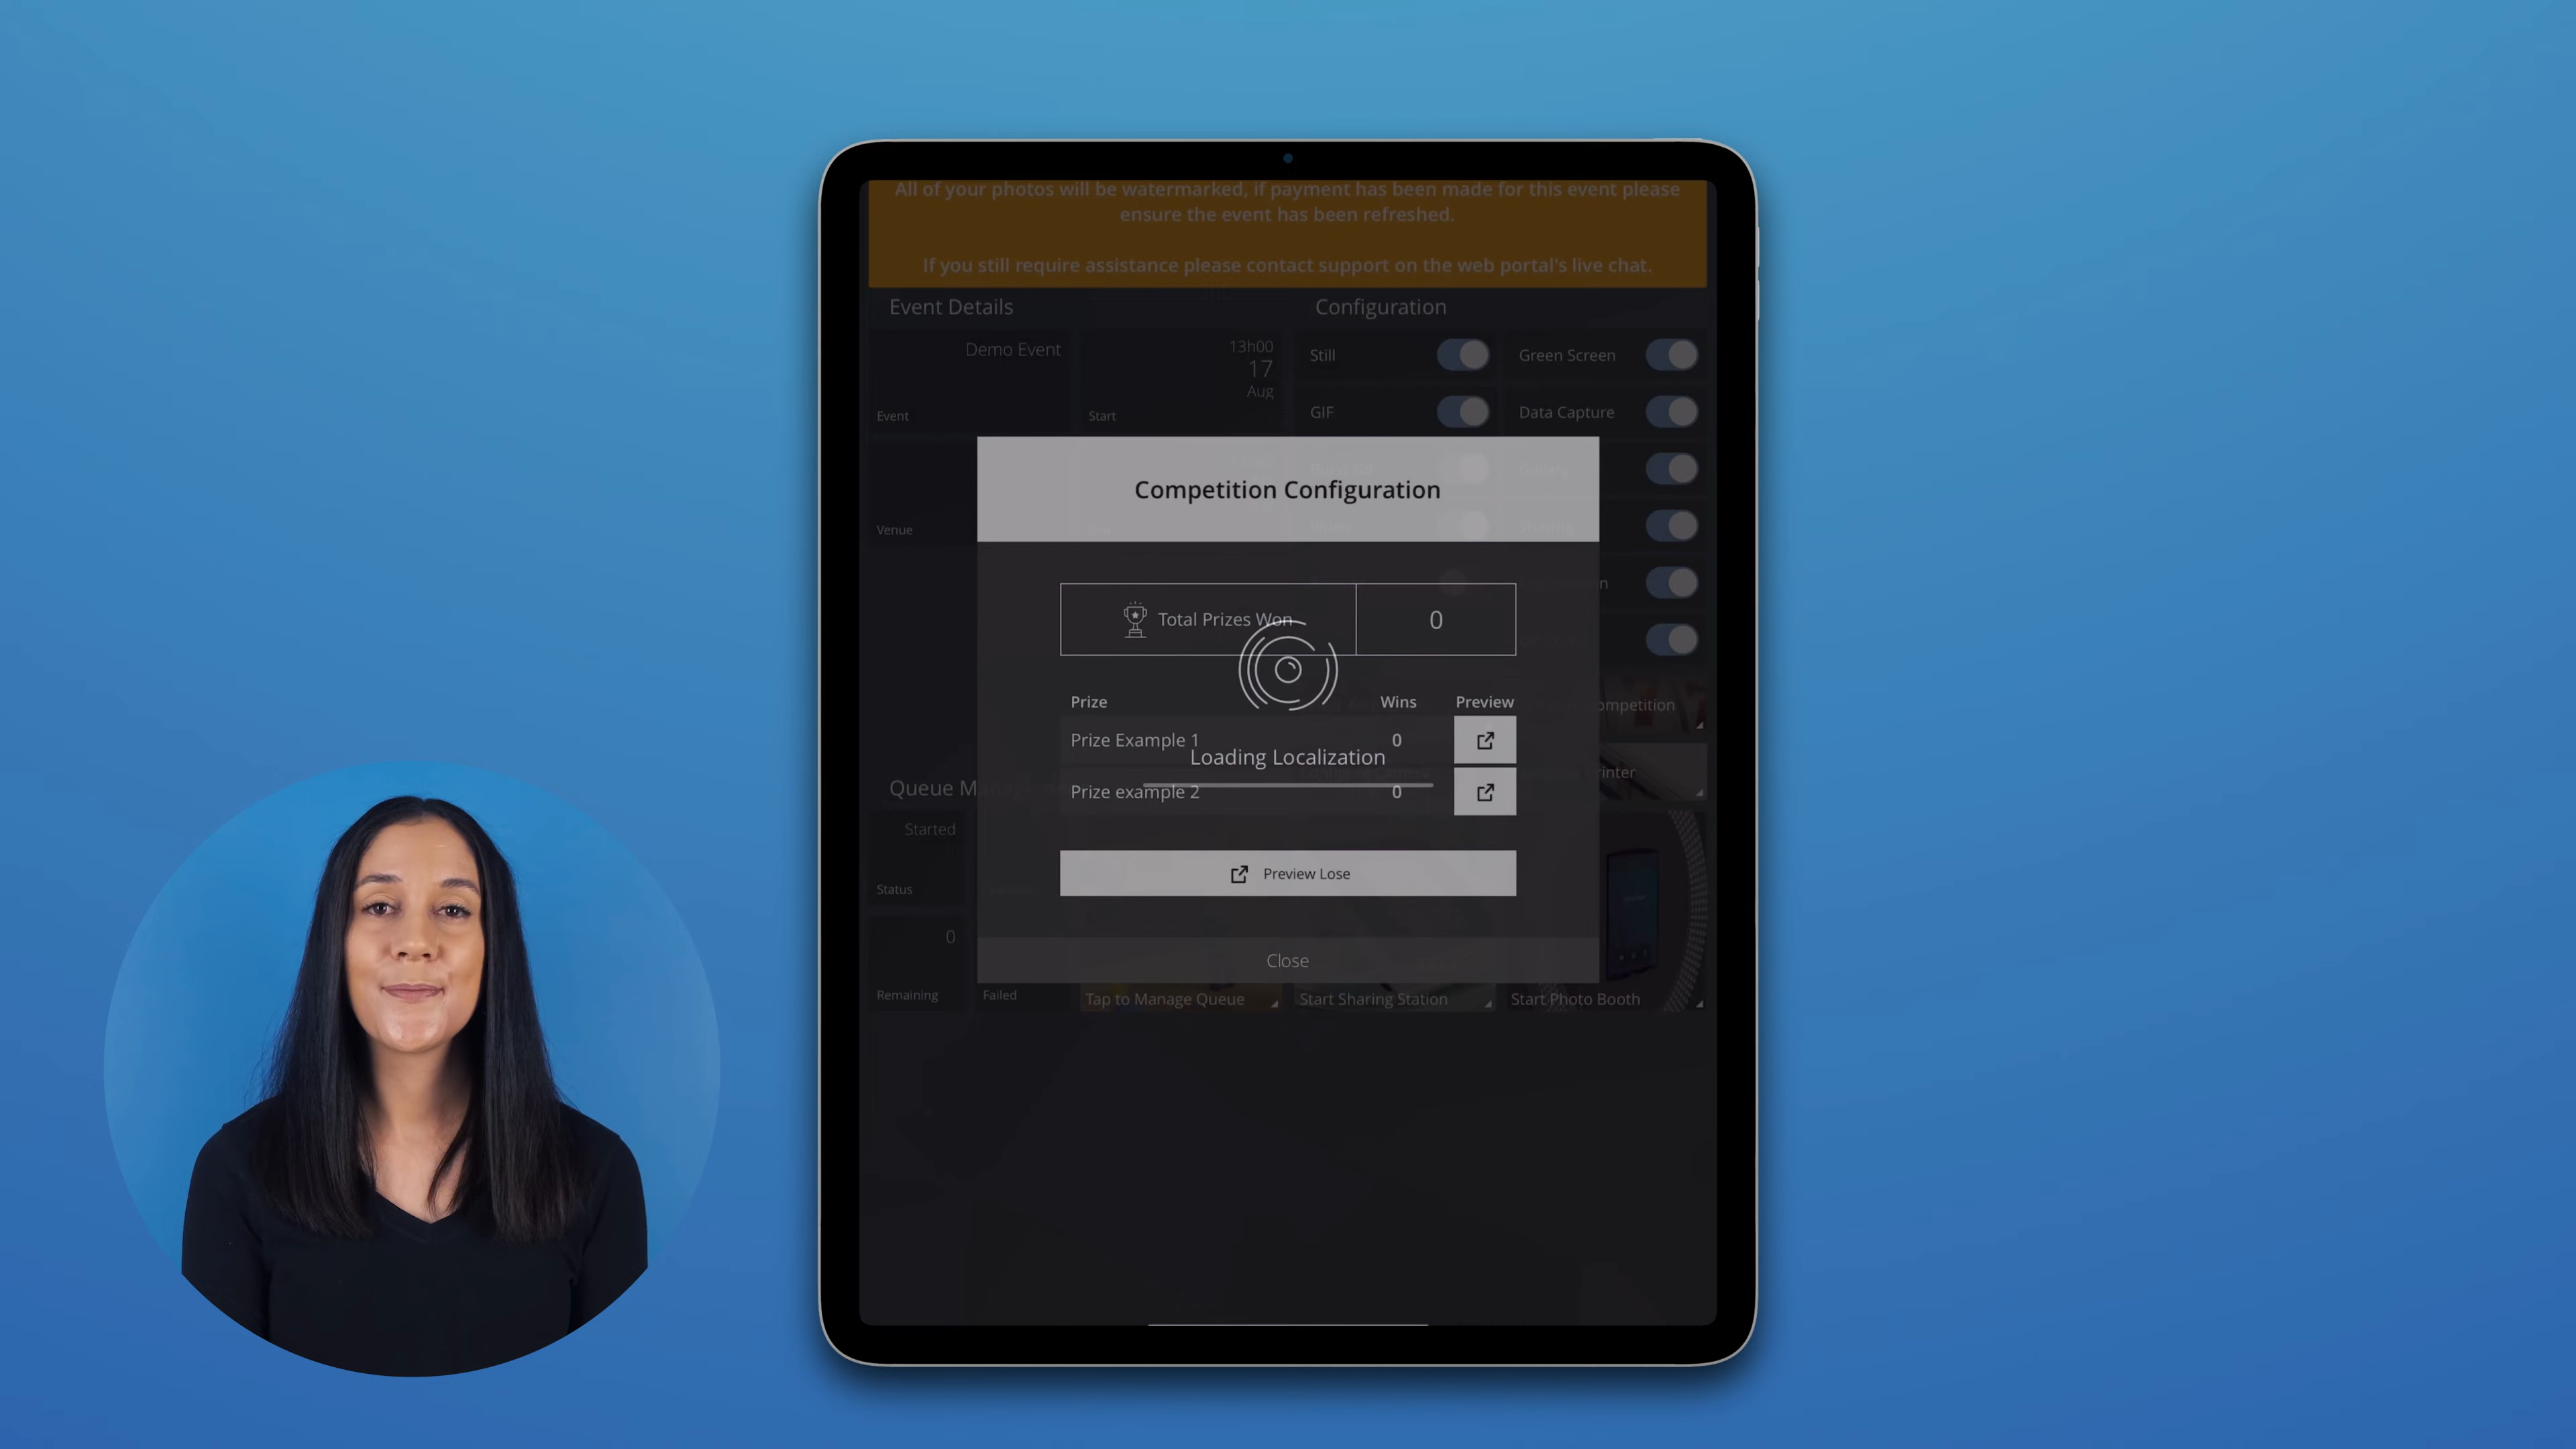 All of your photos will be watermarked, if payment has been made for this event please
ensure the event has been refreshed.
If you still require assistance please contact support on the web portal's live chat.
Event Details
Configuration
Demo Event
Event
13h00
17
Aug
Start
Still
Green Screen
GIF
Data Capture
Competition Configuration
Venue
Total Prizes Won
0
Prize
Wins
Preview
Prize Example 1
0
Loading Localization
Prize example 2
0
Queue
Started
Status
Preview Lose
0
Remaining
Failed
Close
Tap to Manage Queue
Start Sharing Station
Start Photo Booth